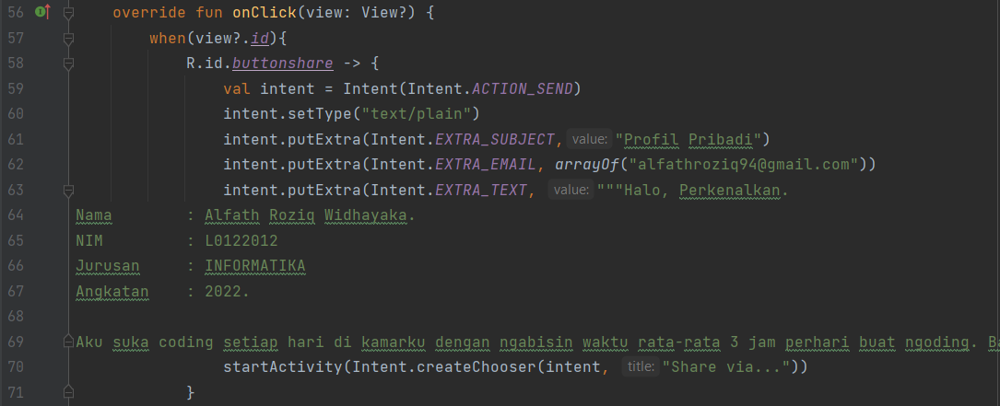 56 override fun onClick(view: View?) {
57 when(view?.id){
58 R.id.buttonshare -> {
59 val intent = Intent(Intent.ACTION_SEND)
60 intent.setType("text/plain")
61 intent.putExtra(Intent.EXTRA_SUBJECT, value: "Profil Pribadi")
62 intent.putExtra(Intent.EXTRA_EMAIL, arrayOf("alfathroziq94@gmail.com"))
63 intent.putExtra(Intent.EXTRA_TEXT, value: """Halo, Perkenalkan.
64 Nama : Alfath Roziq Widhayaka.
65 NIM : L0122012
66 Jurusan : INFORMATIKA
67 Angkatan : 2022.
68
69 Aku suka coding setiap hari di kamarku dengan ngabisin waktu rata-rata 3 jam perhari buat ngoding. Ba
70 startActivity(Intent.createChooser(intent, title: "Share via..."))
71 }